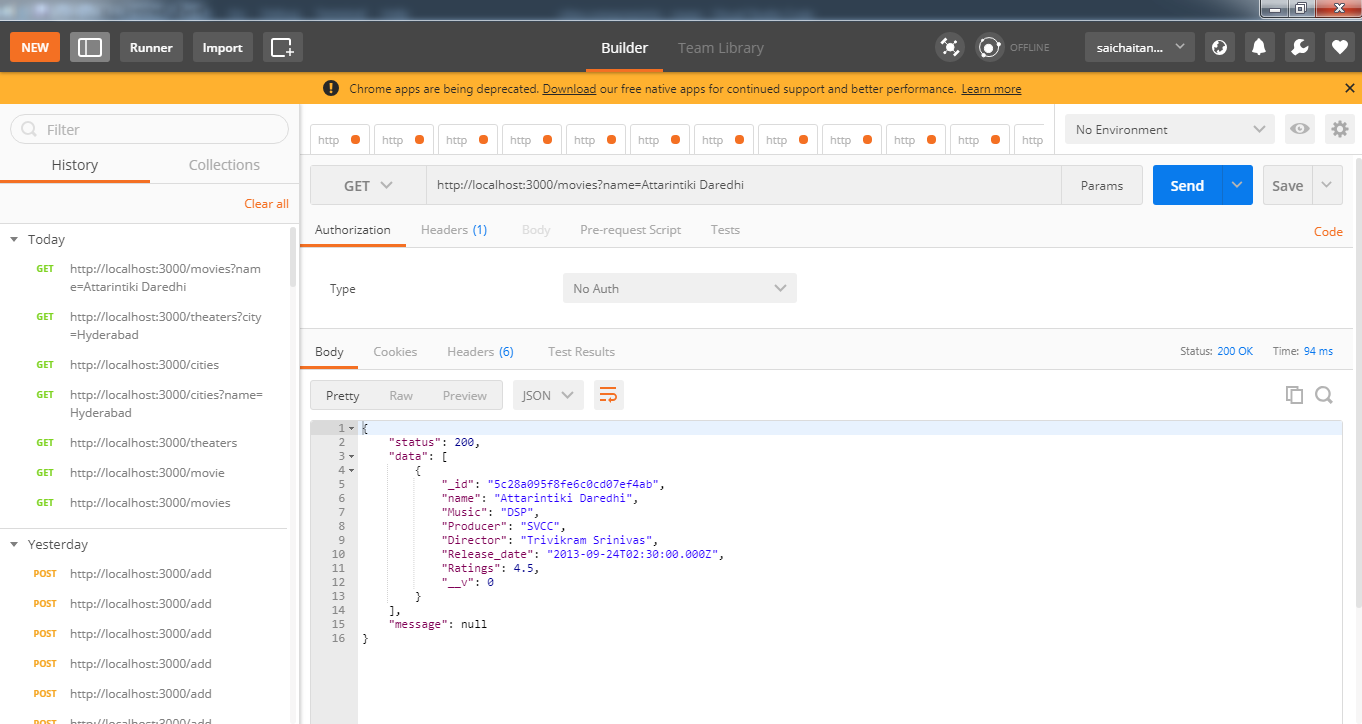 NEW
Runner
Import
Builder
Team Library
OFFLINE
saichaitan...
Chrome apps are being deprecated. Download our free native apps for continued support and better performance. Learn more
Filter
History
Collections
Clear all
Today
GET http://localhost:3000/movies?nam
e=Attarintiki Daredhi
GET http://localhost:3000/theaters?city
=Hyderabad
GET http://localhost:3000/cities
GET http://localhost:3000/cities?name=
Hyderabad
GET http://localhost:3000/theaters
GET http://localhost:3000/movie
GET http://localhost:3000/movies
Yesterday
POST http://localhost:3000/add
POST http://localhost:3000/add
POST http://localhost:3000/add
POST http://localhost:3000/add
POST http://localhost:3000/add
POST http://localhost:3000/add
http http http http http http http http http http http http
No Environment
GET http://localhost:3000/movies?name=Attarintiki Daredhi Params Send Save
Authorization Headers (1) Body Pre-request Script Tests Code
Type No Auth
Body Cookies Headers (6) Test Results Status: 200 OK Time: 94 ms
Pretty Raw Preview JSON
1 {
2 "status": 200,
3 "data": [
4 {
5 "_id": "5c28a095f8fe6c0cd07ef4ab",
6 "name": "Attarintiki Daredhi",
7 "Music": "DSP",
8 "Producer": "SVCC",
9 "Director": "Trivikram Srinivas",
10 "Release_date": "2013-09-24T02:30:00.000Z",
11 "Ratings": 4.5,
12 "__v": 0
13 }
14 ],
15 "message": null
16 }